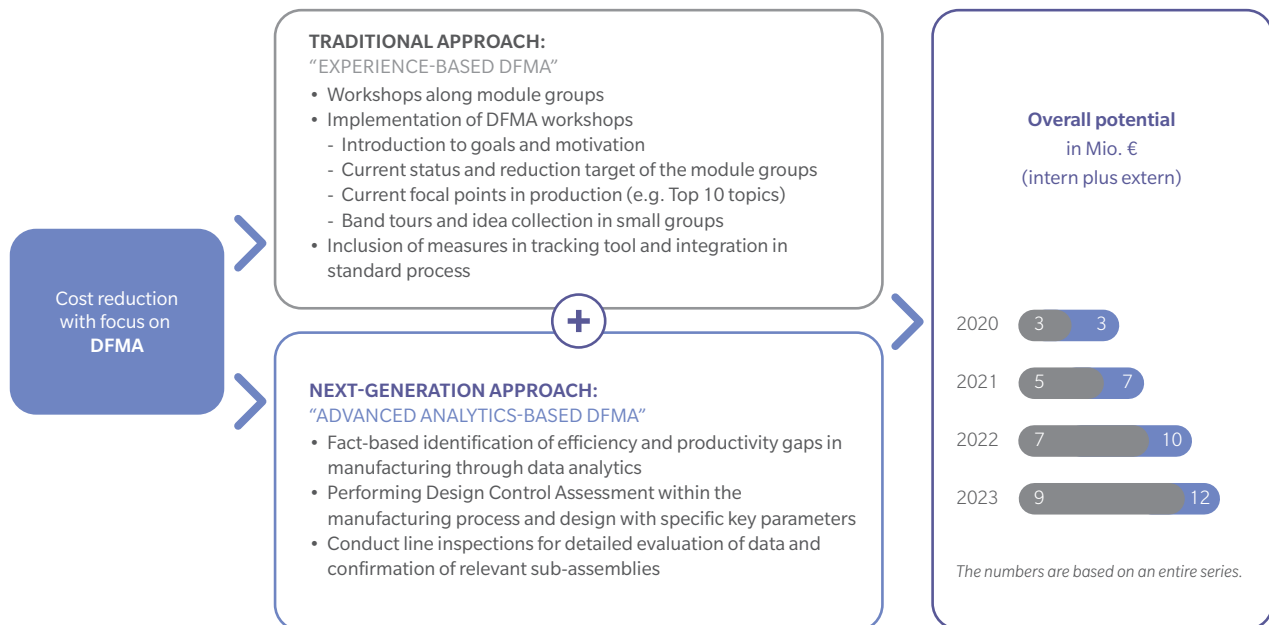 Cost reduction
with focus on
DFMA
TRADITIONAL APPROACH:
“EXPERIENCE-BASED DFMA”
• Workshops along module groups
• Implementation of DFMA workshops
- Introduction to goals and motivation
- Current status and reduction target of the module groups
- Current focal points in production (e.g. Top 10 topics)
- Band tours and idea collection in small groups
• Inclusion of measures in tracking tool and integration in
standard process
+
NEXT-GENERATION APPROACH:
“ADVANCED ANALYTICS-BASED DFMA”
• Fact-based identification of efficiency and productivity gaps in
manufacturing through data analytics
• Performing Design Control Assessment within the
manufacturing process and design with specific key parameters
• Conduct line inspections for detailed evaluation of data and
confirmation of relevant sub-assemblies
Overall potential
in Mio. €
(intern plus extern)
2020 3 3
2021 5 7
2022 7 10
2023 9 12
The numbers are based on an entire series.